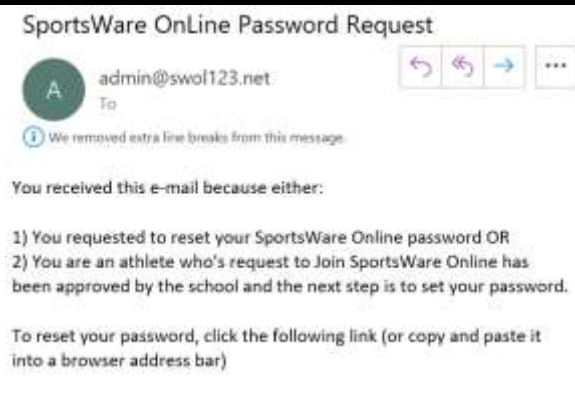 SportsWare OnLine Password Request
A
admin@swol123.net
To
i We removed extra line breaks from this message.
You received this e-mail because either:
1) You requested to reset your SportsWare Online password OR
2) You are an athlete who's request to Join SportsWare Online has
been approved by the school and the next step is to set your password.
To reset your password, click the following link (or copy and paste it
into a browser address bar)